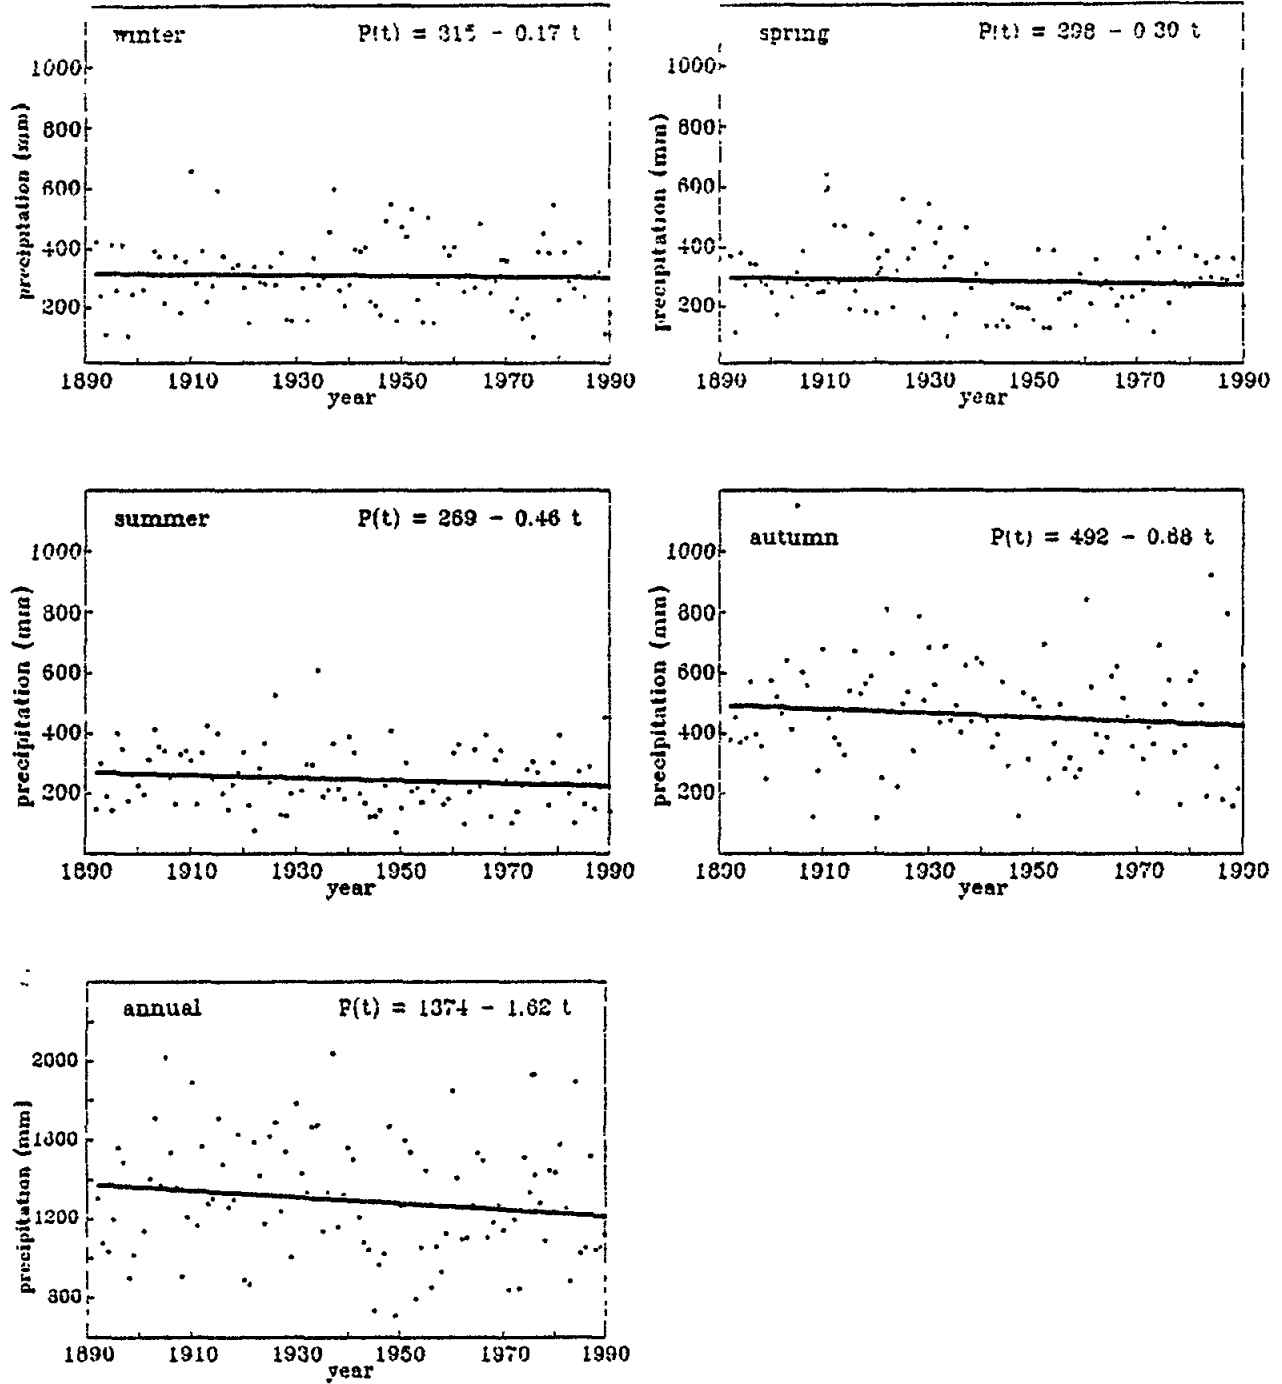 winter P(t) = 315 - 0.17 t
1000
800
600
400
200
precipitation (mm)
1890 1910 1930 1950 1970 1990
year
spring P(t) = 298 - 0.30 t
1000
800
600
400
200
precipitation (mm)
1890 1910 1930 1950 1970 1990
year
summer P(t) = 269 - 0.46 t
1000
800
600
400
200
precipitation (mm)
1890 1910 1930 1950 1970 1990
year
autumn P(t) = 492 - 0.68 t
1000
800
600
400
200
precipitation (mm)
1890 1910 1930 1950 1970 1990
year
annual P(t) = 1374 - 1.62 t
2000
1600
1200
800
precipitation (mm)
1890 1910 1930 1950 1970 1990
year